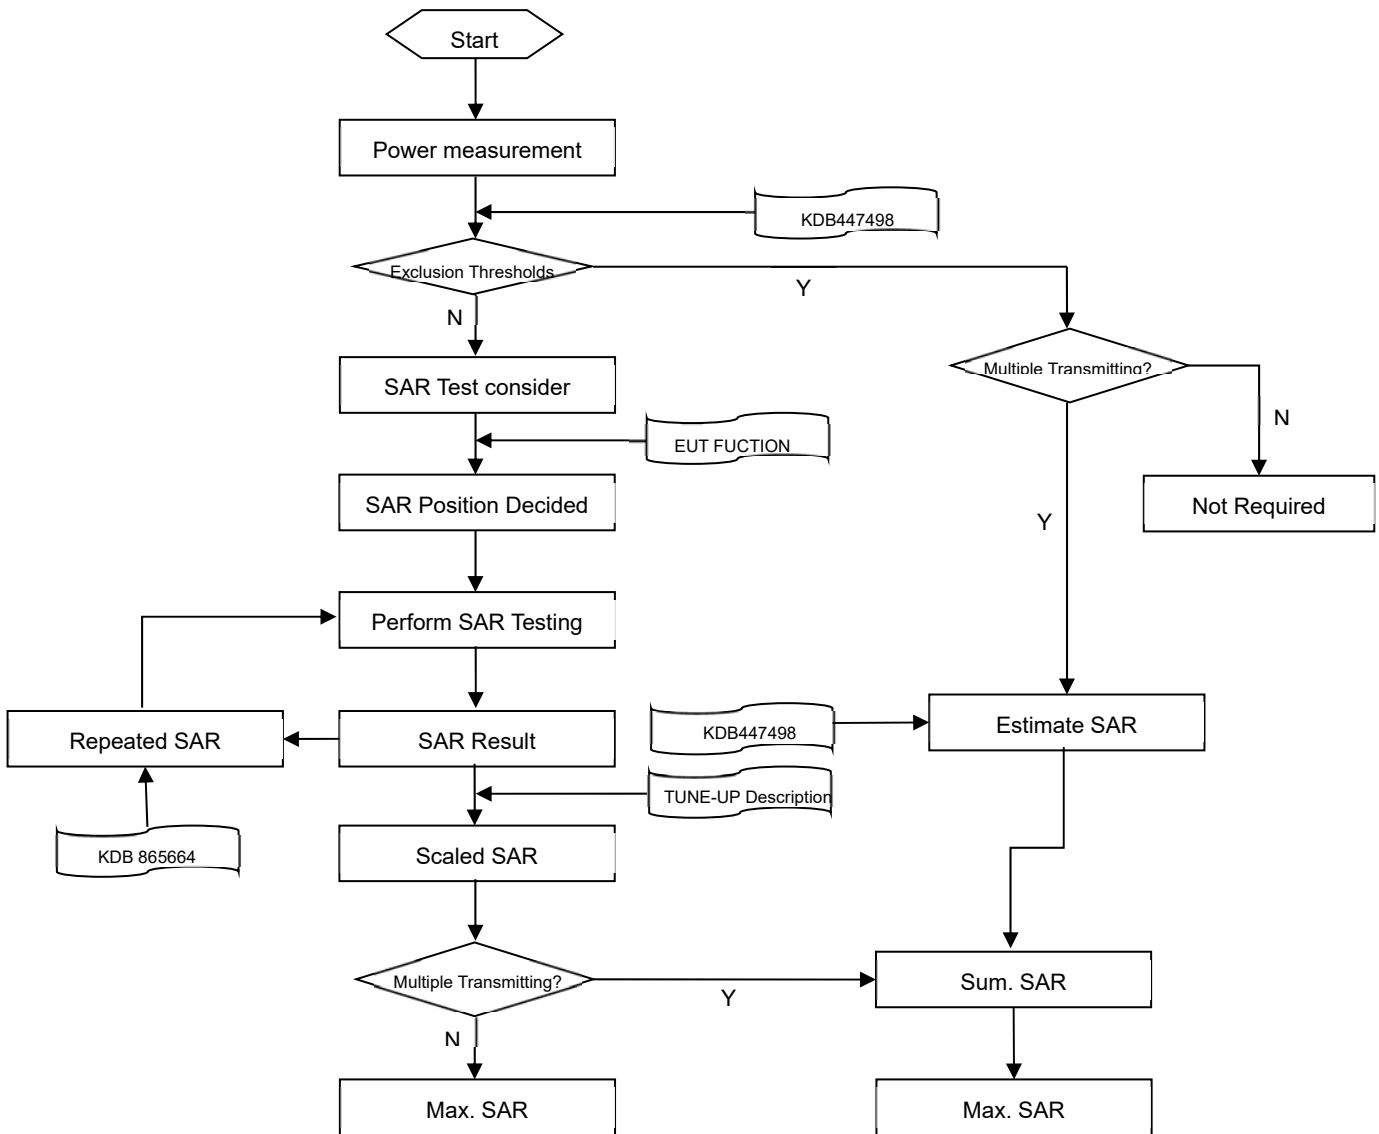 Start
Power measurement
KDB447498
Exclusion Thresholds
Y
N
Multiple Transmitting?
SAR Test consider
N
EUT FUCTION
SAR Position Decided
Not Required
Y
Perform SAR Testing
Repeated SAR
SAR Result
KDB447498
Estimate SAR
TUNE-UP Description
KDB 865664
Scaled SAR
Multiple Transmitting?
Y
Sum. SAR
N
Max. SAR
Max. SAR